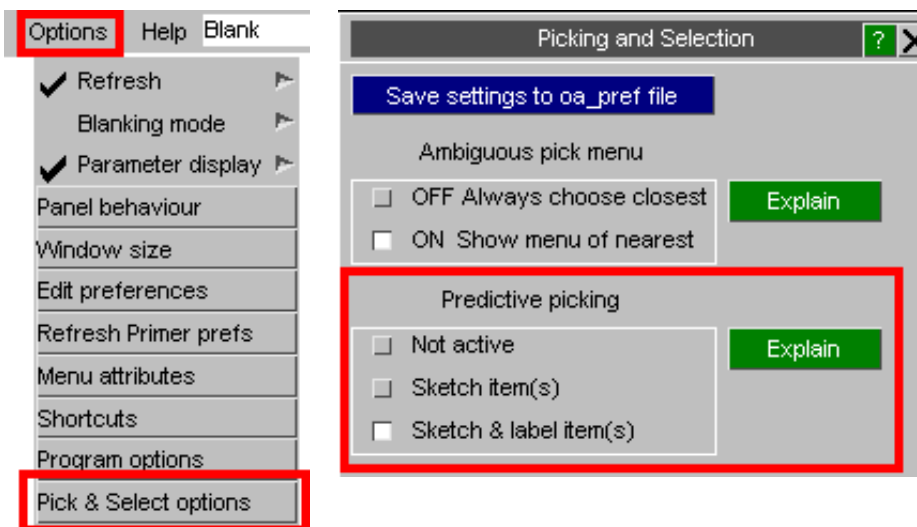 Options Help Blank
Refresh
Blanking mode
Parameter display
Panel behaviour
Window size
Edit preferences
Refresh Primer prefs
Menu attributes
Shortcuts
Program options
Pick & Select options
Picking and Selection ? X
Save settings to oa_pref file
Ambiguous pick menu
OFF Always choose closest
Explain
ON Show menu of nearest
Predictive picking
Not active
Explain
Sketch item(s)
Sketch & label item(s)